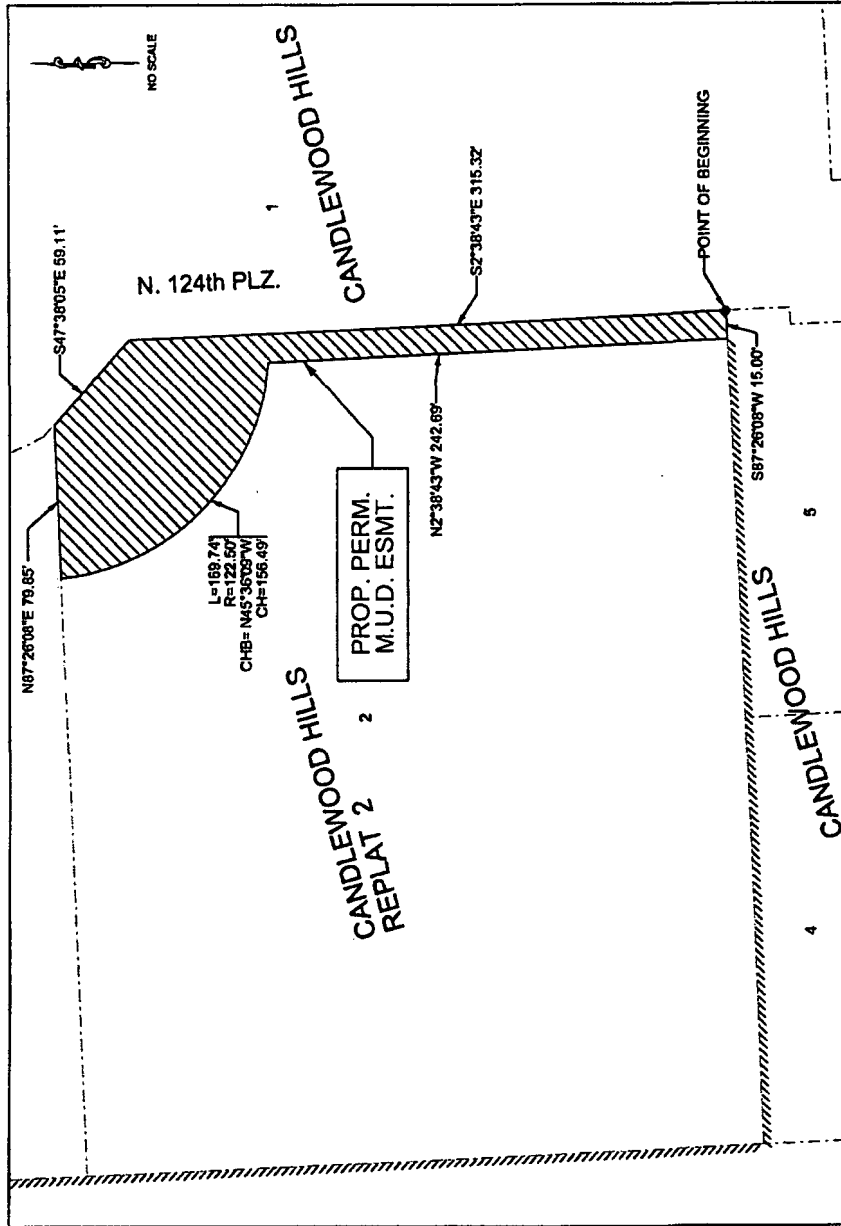 NO SCALE
N87°26'08"E 79.85'
S47°38'05"E 59.11'
N. 124th PLZ.
1
CANDLEWOOD HILLS
L=169.74'
R=122.50'
CHB= N45°36'09"W
CH=156.49'
S2°38'43"E 315.32'
PROP. PERM.
M.U.D. ESMT.
N2°38'43"W 242.69'
POINT OF BEGINNING
S87°26'08"W 15.00'
CANDLEWOOD HILLS
REPLAT 2
2
5
CANDLEWOOD HILLS
4